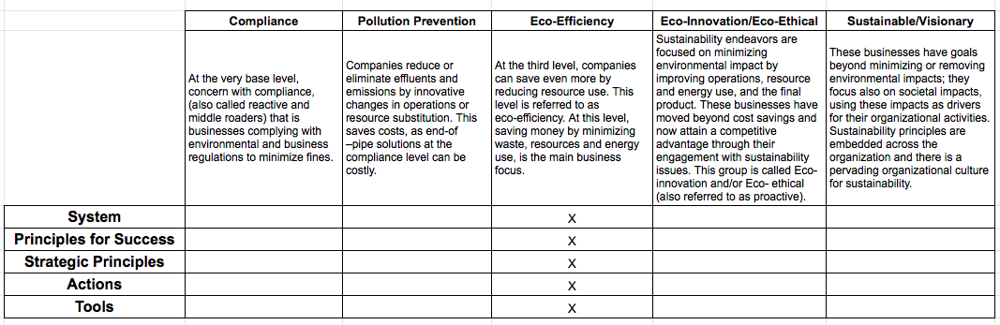 Compliance Pollution Prevention Eco-Efficiency Eco-Innovation/Eco-Ethical Sustainable/Visionary
At the very base level,
concern with compliance,
(also called reactive and
middle roaders) that is
businesses complying with
environmental and business
regulations to minimize fines.
Companies reduce or
eliminate effluents and
emissions by innovative
changes in operations or
resource substitution. This
saves costs, as end-of
–pipe solutions at the
compliance level can be
costly.
At the third level, companies
can save even more by
reducing resource use. This
level is referred to as
eco-efficiency. At this level,
saving money by minimizing
waste, resources and energy
use, is the main business
focus.
Sustainability endeavors are
focused on minimizing
environmental impact by
improving operations, resource
and energy use, and the final
product. These businesses have
moved beyond cost savings and
now attain a competitive
advantage through their
engagement with sustainability
issues. This group is called Eco-
innovation and/or Eco- ethical
(also referred to as proactive).
These businesses have goals
beyond minimizing or removing
environmental impacts; they
focus also on societal impacts,
using these impacts as drivers
for their organizational activities.
Sustainability principles are
embedded across the
organization and there is a
pervading organizational culture
for sustainability.
System X
Principles for Success X
Strategic Principles X
Actions X
Tools X